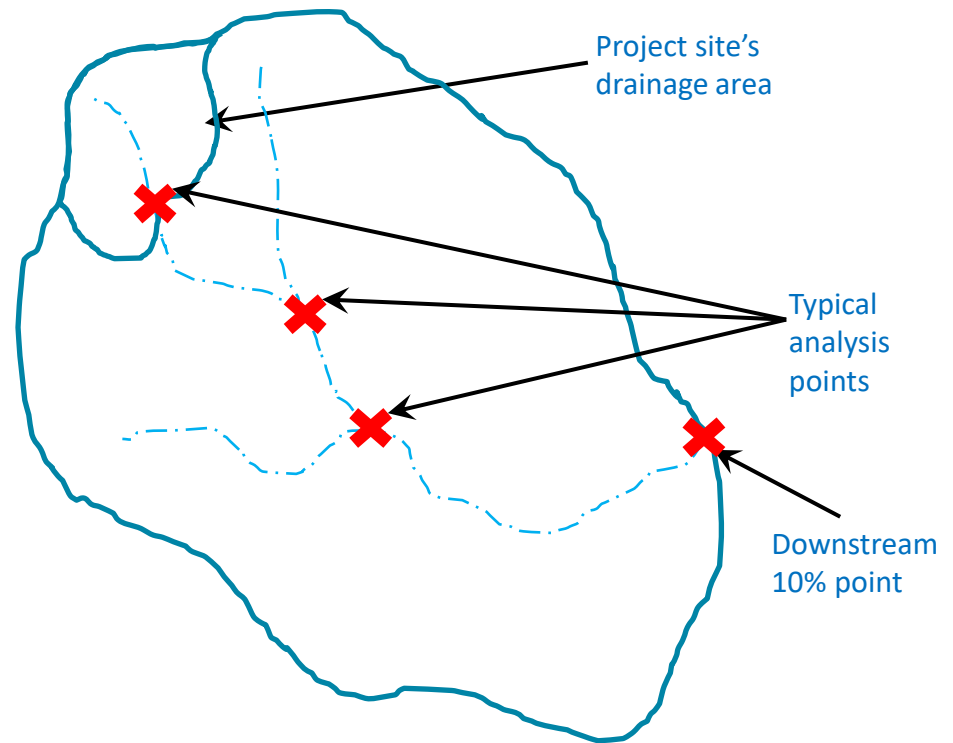 Project site’s
drainage area
Typical
analysis
points
Downstream
10% point